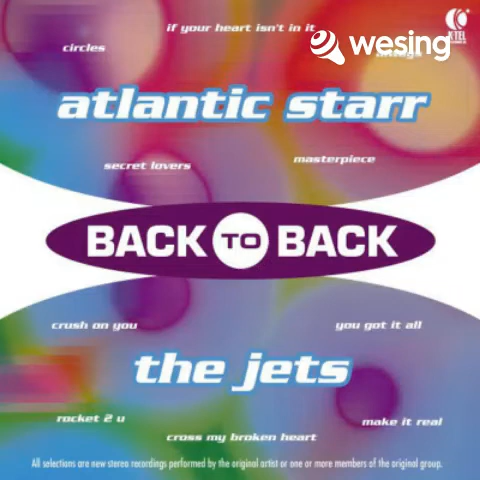 if your heart isn't in it
circles
always
wesing
K-TEL
atlantic starr
secret lovers
masterpiece
BACK TO BACK
crush on you
you got it all
the jets
rocket 2 u
make it real
cross my broken heart
All selections are new stereo recordings performed by the original artist or one or more members of the original group.